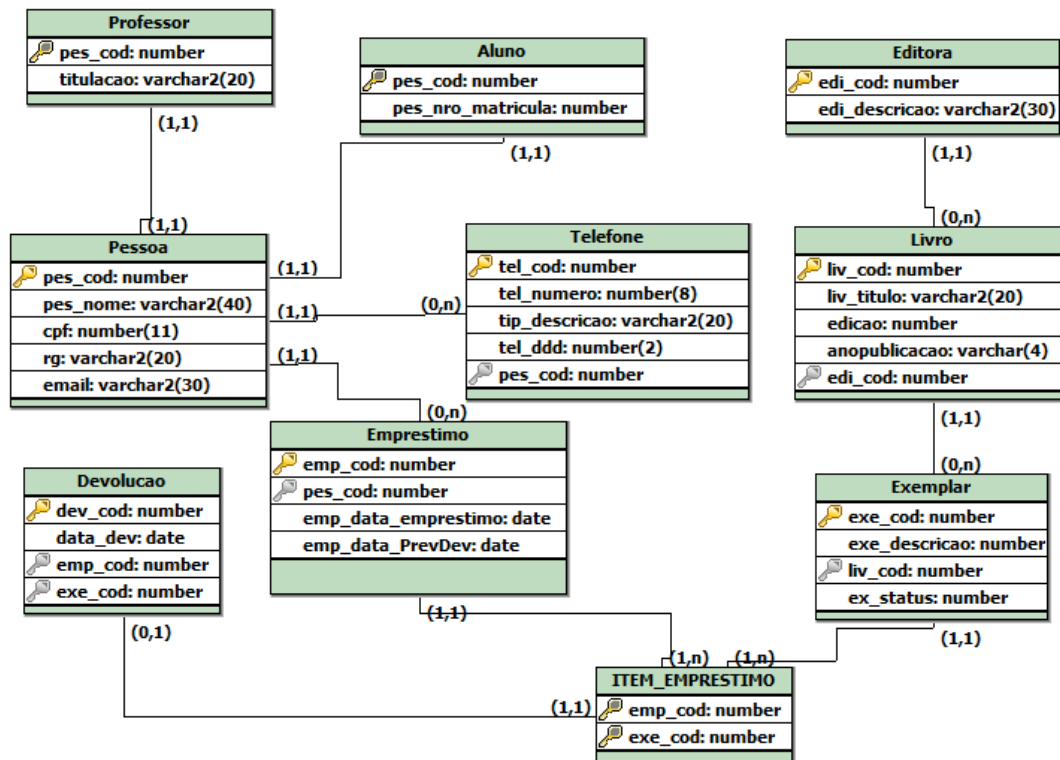 Professor
pes_cod: number
titulacao: varchar2(20)
(1,1)
(1,1)
Aluno
pes_cod: number
pes_nro_matricula: number
(1,1)
(1,1)
Editora
edi_cod: number
edi_descricao: varchar2(30)
(1,1)
(0,n)
Pessoa
pes_cod: number
pes_nome: varchar2(40)
cpf: number(11)
rg: varchar2(20)
email: varchar2(30)
(1,1)
(0,n)
(1,1)
(0,n)
Telefone
tel_cod: number
tel_numero: number(8)
tip_descricao: varchar2(20)
tel_ddd: number(2)
pes_cod: number
Livro
liv_cod: number
liv_titulo: varchar2(20)
edicao: number
anopublicacao: varchar(4)
edi_cod: number
(1,1)
(0,n)
Emprestimo
emp_cod: number
pes_cod: number
emp_data_emprestimo: date
emp_data_PrevDev: date
(1,1)
(1,n)
Devolucao
dev_cod: number
data_dev: date
emp_cod: number
exe_cod: number
(0,1)
(1,1)
Exemplar
exe_cod: number
exe_descricao: number
liv_cod: number
ex_status: number
(1,1)
(1,n)
ITEM_EMPRESTIMO
emp_cod: number
exe_cod: number